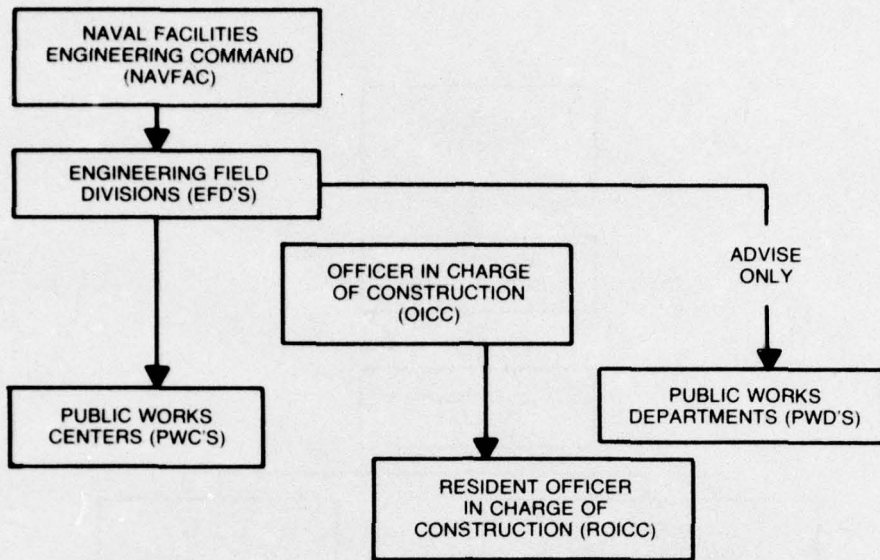 NAVAL FACILITIES
ENGINEERING COMMAND
(NAVFAC)
ENGINEERING FIELD
DIVISIONS (EFD'S)
ADVISE
ONLY
OFFICER IN CHARGE
OF CONSTRUCTION
(OICC)
PUBLIC WORKS
CENTERS (PWC'S)
PUBLIC WORKS
DEPARTMENTS (PWD'S)
RESIDENT OFFICER
IN CHARGE OF
CONSTRUCTION (ROICC)